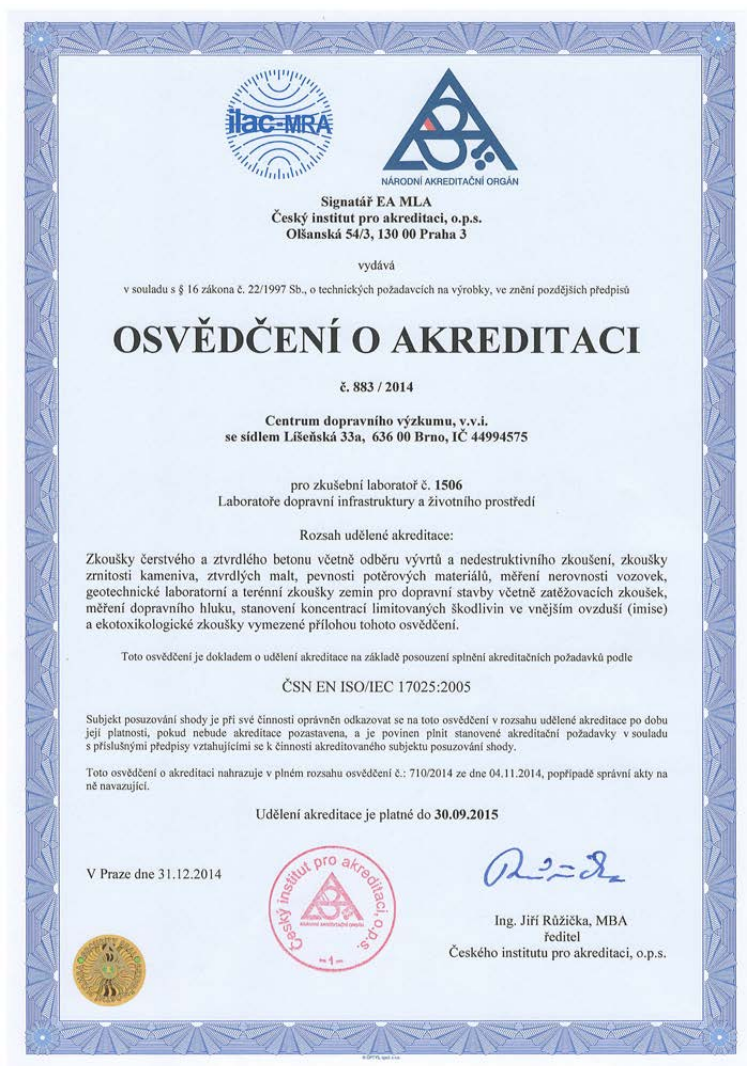 ilac-MRA
NÁRODNÍ AKREDITAČNÍ ORGÁN
Signatář EA MLA
Český institut pro akreditaci, o.p.s.
Olšanská 54/3, 130 00 Praha 3
vydává
v souladu s § 16 zákona č. 22/1997 Sb., o technických požadavcích na výrobky, ve znění pozdějších předpisů
OSVĚDČENÍ O AKREDITACI
č. 883 / 2014
Centrum dopravního výzkumu, v.v.i.
se sídlem Líšeňská 33a, 636 00 Brno, IČ 44994575
pro zkušební laboratoř č. 1506
Laboratoře dopravní infrastruktury a životního prostředí
Rozsah udělené akreditace:
Zkoušky čerstvého a ztvrdlého betonu včetně odběru vývrtů a nedestruktivního zkoušení, zkoušky
zrnitosti kameniva, ztvrdlých malt, pevnosti potěrových materiálů, měření nerovnosti vozovek,
geotechnické laboratorní a terénní zkoušky zemin pro dopravní stavby včetně zatěžovacích zkoušek,
měření dopravního hluku, stanovení koncentrací limitovaných škodlivin ve vnějším ovzduší (imise)
a ekotoxikologické zkoušky vymezené přílohou tohoto osvědčení.
Toto osvědčení je dokladem o udělení akreditace na základě posouzení splnění akreditačních požadavků podle
ČSN EN ISO/IEC 17025:2005
Subjekt posuzování shody je při své činnosti oprávněn odkazovat se na toto osvědčení v rozsahu udělené akreditace po dobu
její platnosti, pokud nebude akreditace pozastavena, a je povinen plnit stanovené akreditační požadavky v souladu
s příslušnými předpisy vztahujícími se k činnosti akreditovaného subjektu posuzování shody.
Toto osvědčení o akreditaci nahrazuje v plném rozsahu osvědčení č.: 710/2014 ze dne 04.11.2014, popřípadě správní akty na
ně navazující.
Udělení akreditace je platné do 30.09.2015
V Praze dne 31.12.2014
Český institut pro akreditaci, o.p.s.
NÁRODNÍ AKREDITAČNÍ ORGÁN
-1-
Ing. Jiří Růžička, MBA
ředitel
Českého institutu pro akreditaci, o.p.s.